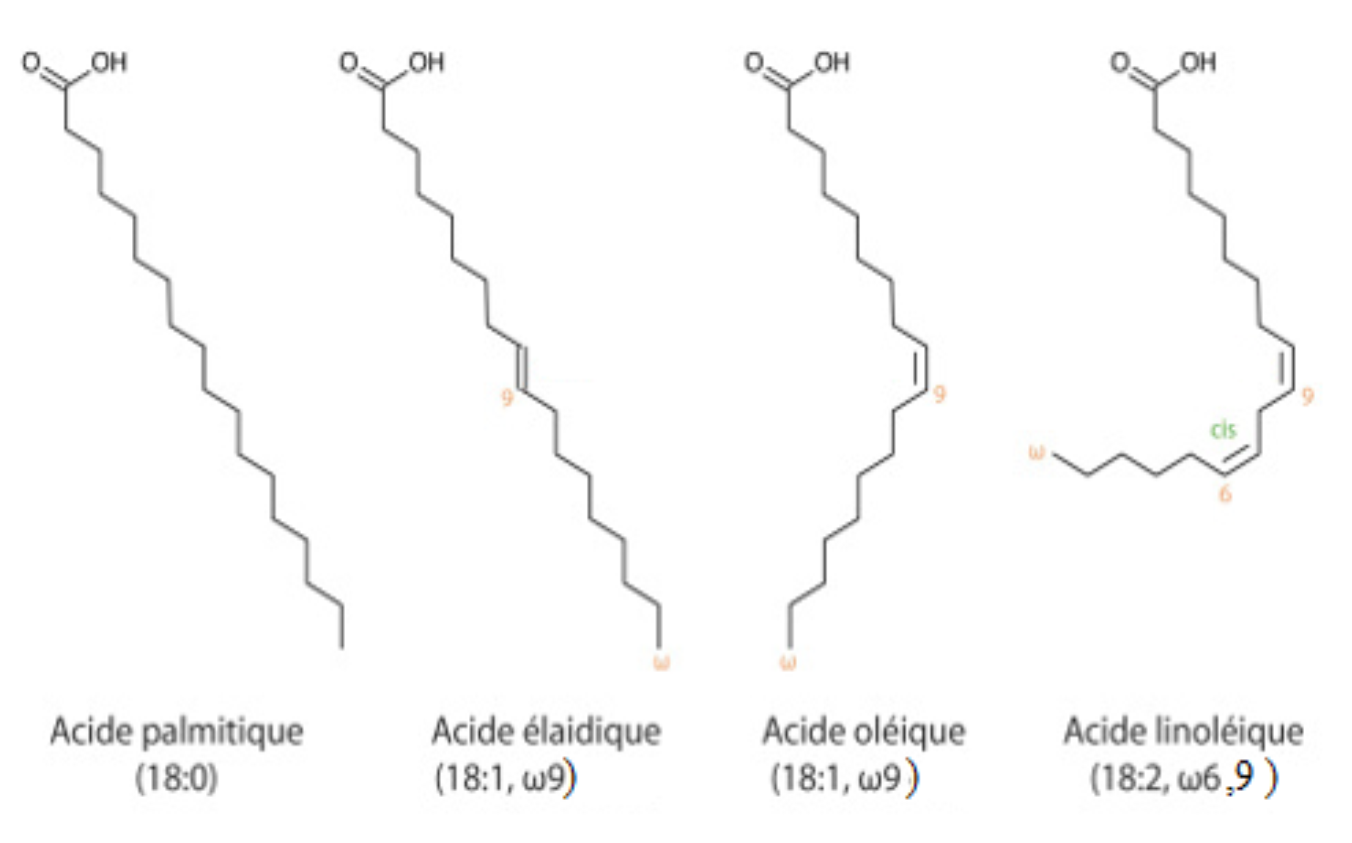 O OH O OH O OH O OH
9 9 9
cis
ω
6
ω ω
Acide palmitique Acide élaidique Acide oléique Acide linoléique
(18:0) (18:1, ω9) (18:1, ω9) (18:2, ω6,9)